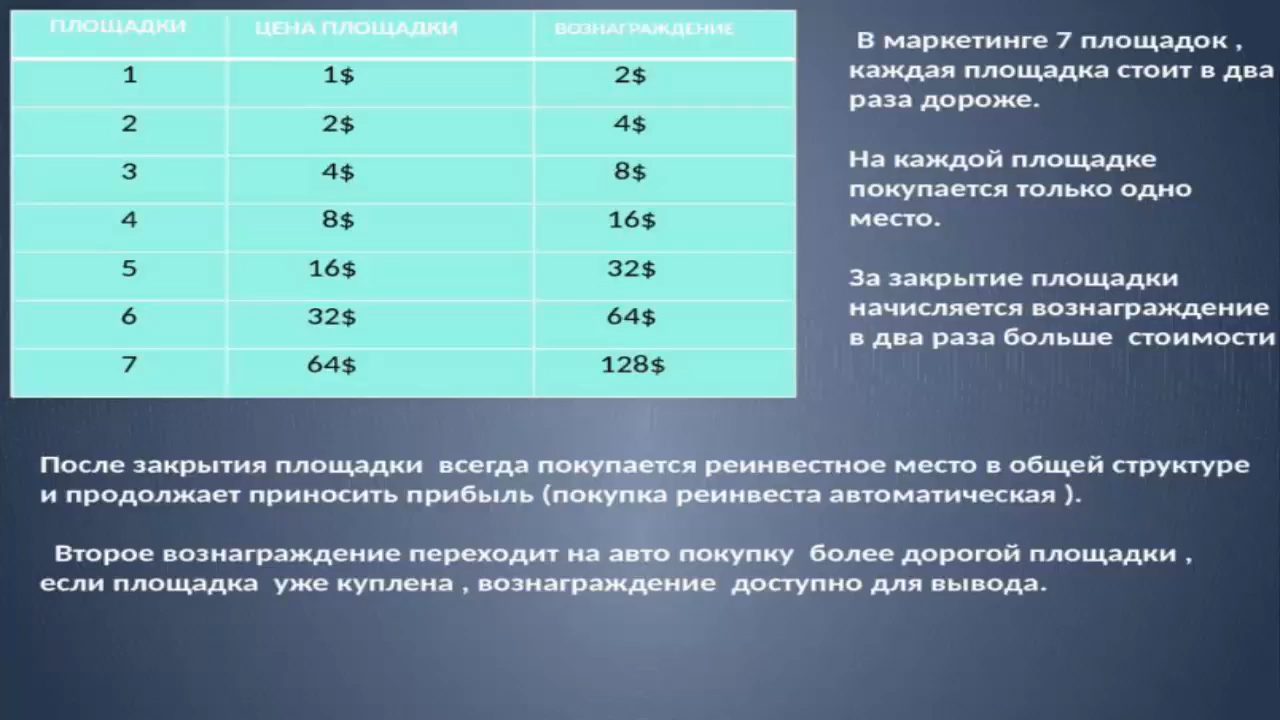 ПЛОЩАДКИ ЦЕНА ПЛОЩАДКИ ВОЗНАГРАЖДЕНИЕ
1 1$ 2$
2 2$ 4$
3 4$ 8$
4 8$ 16$
5 16$ 32$
6 32$ 64$
7 64$ 128$
В маркетинге 7 площадок ,
каждая площадка стоит в два
раза дороже.
На каждой площадке
покупается только одно
место.
За закрытие площадки
начисляется вознаграждение
в два раза больше стоимости
После закрытия площадки всегда покупается реинвестное место в общей структуре
и продолжает приносить прибыль (покупка реинвеста автоматическая ).
Второе вознаграждение переходит на авто покупку более дорогой площадки ,
если площадка уже куплена , вознаграждение доступно для вывода.